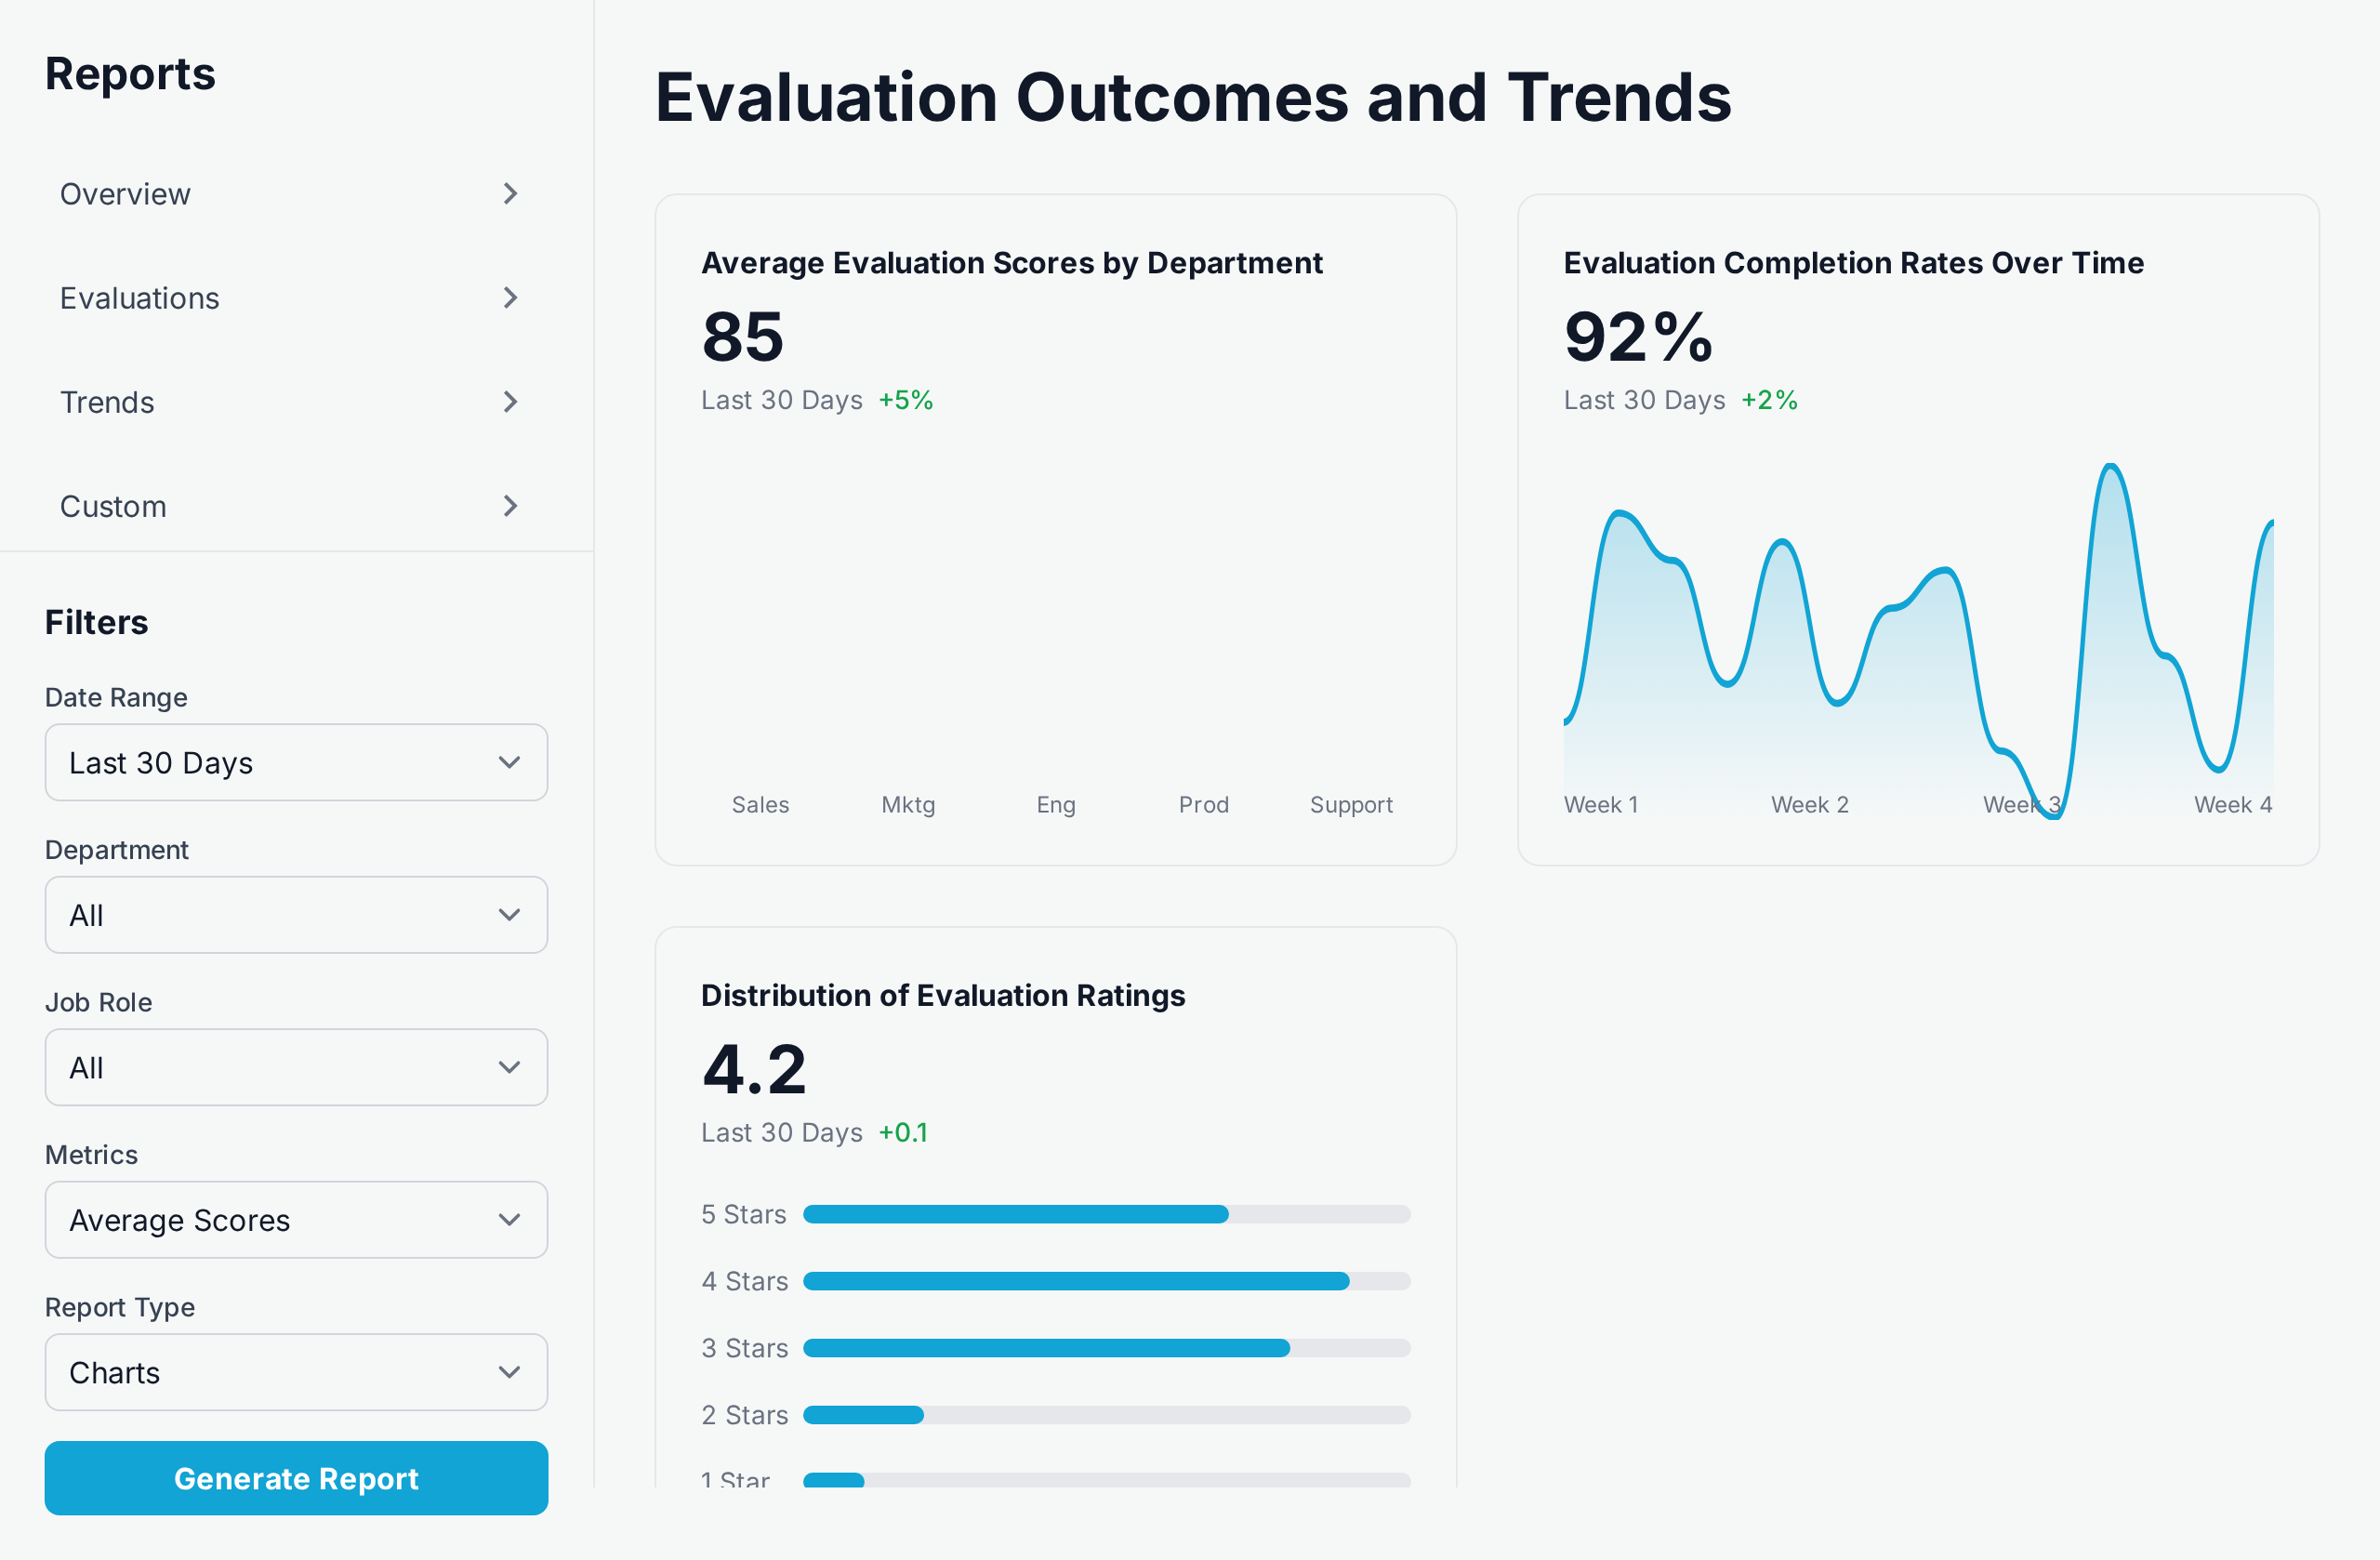 Reports
Overview
Evaluations
Trends
Custom
Filters
Date Range
Last 30 Days
Department
All
Job Role
All
Metrics
Average Scores
Report Type
Charts
Generate Report
Evaluation Outcomes and Trends
Average Evaluation Scores by Department
85
Last 30 Days +5%
Sales Mktg Eng Prod Support
Evaluation Completion Rates Over Time
92%
Last 30 Days +2%
Week 1 Week 2 Week 3 Week 4
Distribution of Evaluation Ratings
4.2
Last 30 Days +0.1
5 Stars
4 Stars
3 Stars
2 Stars
1 Star